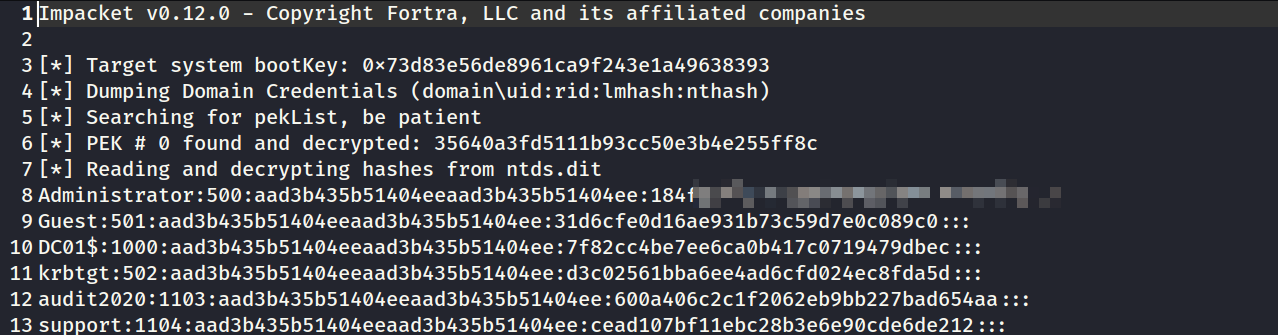 1 Impacket v0.12.0 - Copyright Fortra, LLC and its affiliated companies
2
3 [*] Target system bootKey: 0×73d83e56de8961ca9f243e1a49638393
4 [*] Dumping Domain Credentials (domain\uid:rid:lmhash:nthash)
5 [*] Searching for pekList, be patient
6 [*] PEK # 0 found and decrypted: 35640a3fd5111b93cc50e3b4e255ff8c
7 [*] Reading and decrypting hashes from ntds.dit
8 Administrator:500:aad3b435b51404eeaad3b435b51404ee:184f
9 Guest:501:aad3b435b51404eeaad3b435b51404ee:31d6cfe0d16ae931b73c59d7e0c089c0:::
10 DC01$:1000:aad3b435b51404eeaad3b435b51404ee:7f82cc4be7ee6ca0b417c0719479dbec:::
11 krbtgt:502:aad3b435b51404eeaad3b435b51404ee:d3c02561bba6ee4ad6cfd024ec8fda5d:::
12 audit2020:1103:aad3b435b51404eeaad3b435b51404ee:600a406c2c1f2062eb9bb227bad654aa:::
13 support:1104:aad3b435b51404eeaad3b435b51404ee:cead107bf11ebc28b3e6e90cde6de212:::